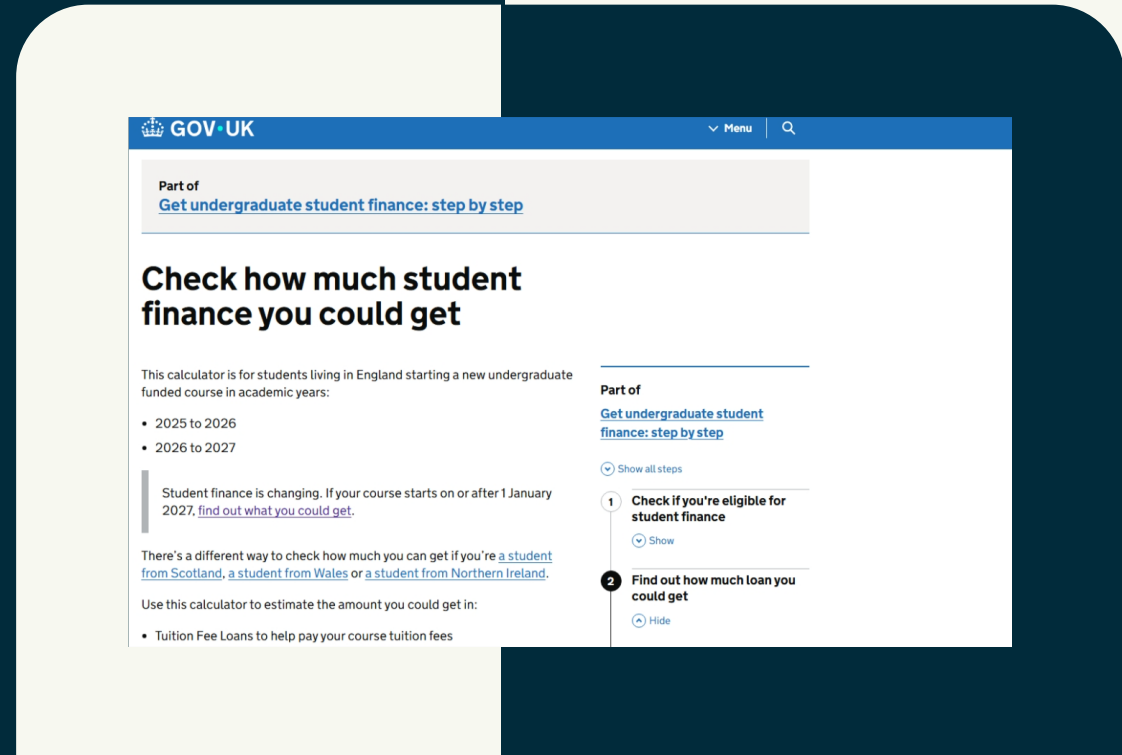 GOV·UK
Menu
Part of
Get undergraduate student finance: step by step
Check how much student
finance you could get
This calculator is for students living in England starting a new undergraduate
funded course in academic years:
• 2025 to 2026
• 2026 to 2027
Student finance is changing. If your course starts on or after 1 January
2027, find out what you could get.
There's a different way to check how much you can get if you're a student
from Scotland, a student from Wales or a student from Northern Ireland.
Use this calculator to estimate the amount you could get in:
• Tuition Fee Loans to help pay your course tuition fees
Part of
Get undergraduate student
finance: step by step
Show all steps
1 Check if you're eligible for
student finance
Show
2 Find out how much loan you
could get
Hide